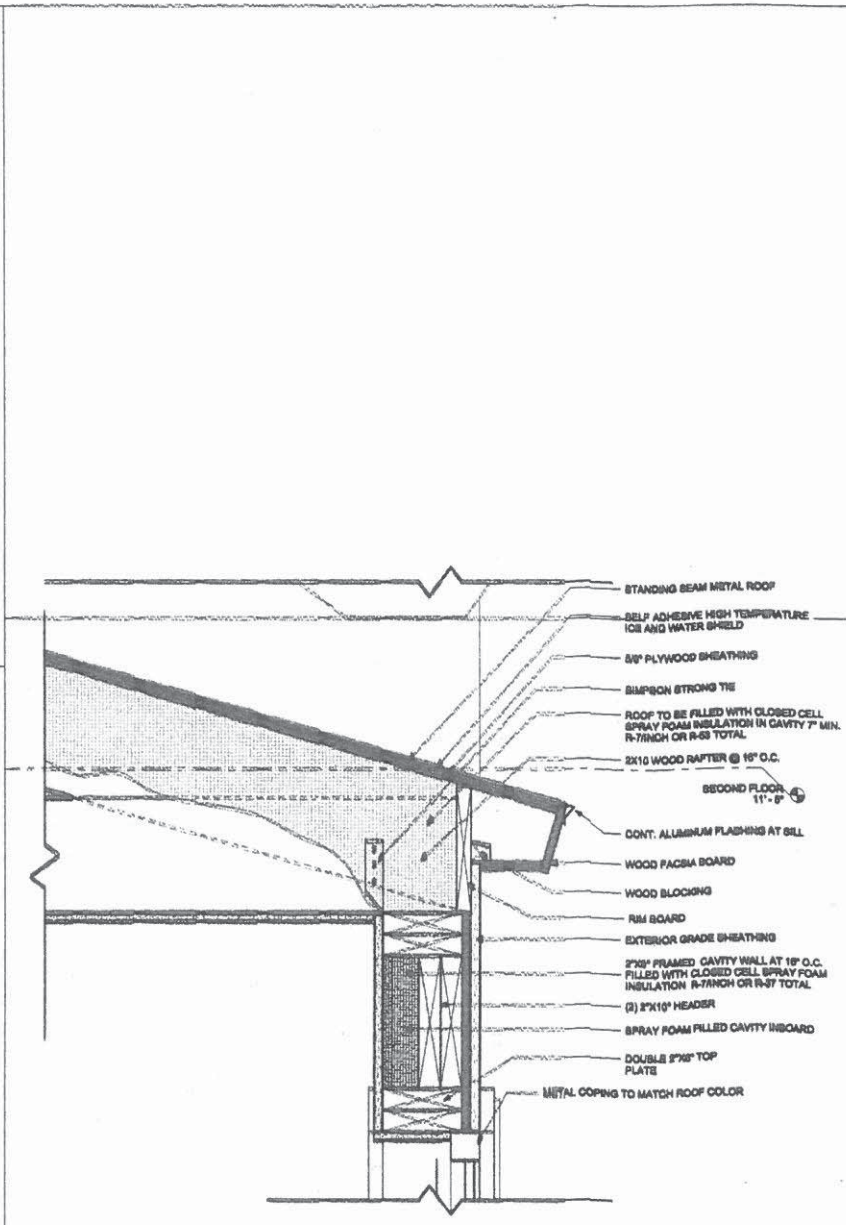 STANDING SEAM METAL ROOF
SELF ADHESIVE HIGH TEMPERATURE
ICE AND WATER SHIELD
5/8" PLYWOOD SHEATHING
SIMPSON STRONG TIE
ROOF TO BE FILLED WITH CLOSED CELL
SPRAY FOAM INSULATION IN CAVITY 7" MIN.
R-7/INCH OR R-53 TOTAL
2X10 WOOD RAFTER @ 16" O.C.
SECOND FLOOR
CONT. ALUMINUM FLASHING AT SILL
WOOD FACSIA BOARD
WOOD BLOCKING
RIM BOARD
EXTERIOR GRADE SHEATHING
FRAMED CAVITY WALL AT 16" O.C.
FILLED WITH CLOSED CELL SPRAY FOAM
INSULATION R-7/INCH OR R-37 TOTAL
(2) 2"X10" HEADER
SPRAY FOAM FILLED CAVITY INBOARD
DOUBLE TOP
PLATE
METAL COPING TO MATCH ROOF COLOR